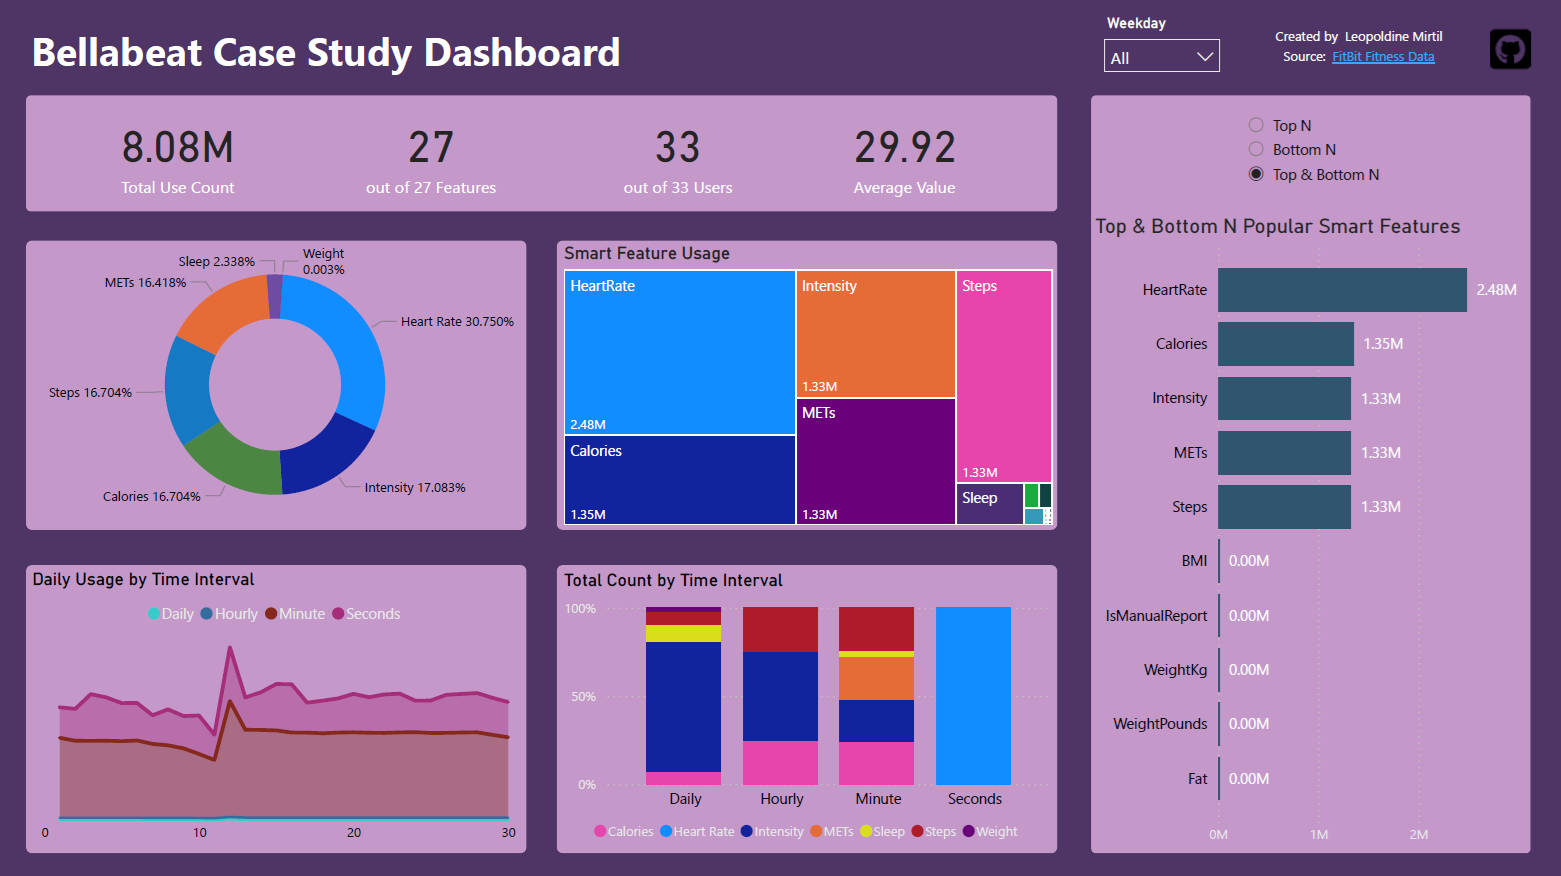 Bellabeat Case Study Dashboard
Weekday
All
Created by Leopoldine Mirtil
Source: FitBit Fitness Data
8.08M
Total Use Count
27
out of 27 Features
33
out of 33 Users
29.92
Average Value
Top N
Bottom N
Top & Bottom N
Sleep 2.338%
Weight
0.003%
METs 16.418%
Heart Rate 30.750%
Steps 16.704%
Calories 16.704%
Intensity 17.083%
Smart Feature Usage
HeartRate
2.48M
Calories
1.35M
Intensity
1.33M
METs
1.33M
Steps
1.33M
Sleep
Top & Bottom N Popular Smart Features
HeartRate 2.48M
Calories 1.35M
Intensity 1.33M
METs 1.33M
Steps 1.33M
BMI 0.00M
IsManualReport 0.00M
WeightKg 0.00M
WeightPounds 0.00M
Fat 0.00M
0M 1M 2M
Daily Usage by Time Interval
Daily Hourly Minute Seconds
0 10 20 30
Total Count by Time Interval
100%
50%
0%
Daily Hourly Minute Seconds
Calories Heart Rate Intensity METs Sleep Steps Weight